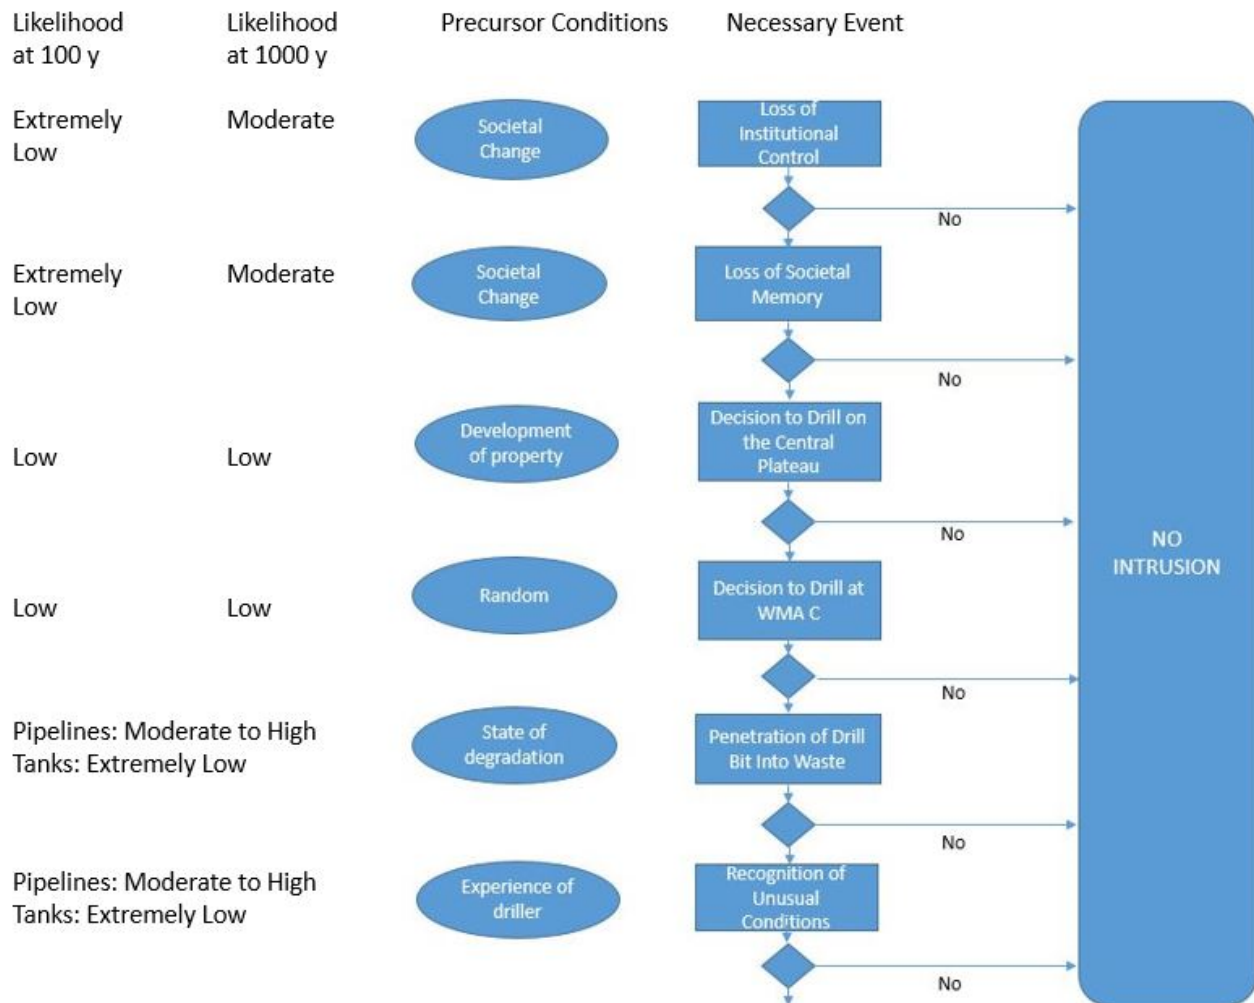 Likelihood
at 100 y
Likelihood
at 1000 y
Precursor Conditions
Necessary Event
Extremely
Low
Moderate
Societal
Change
Loss of
Institutional
Control
No
Extremely
Low
Moderate
Societal
Change
Loss of Societal
Memory
No
Low
Low
Development
of property
Decision to Drill on
the Central
Plateau
No
NO
INTRUSION
Low
Low
Random
Decision to Drill at
WMA C
No
Pipelines: Moderate to High
Tanks: Extremely Low
State of
degradation
Penetration of Drill
Bit Into Waste
No
Pipelines: Moderate to High
Tanks: Extremely Low
Experience of
driller
Recognition of
Unusual
Conditions
No